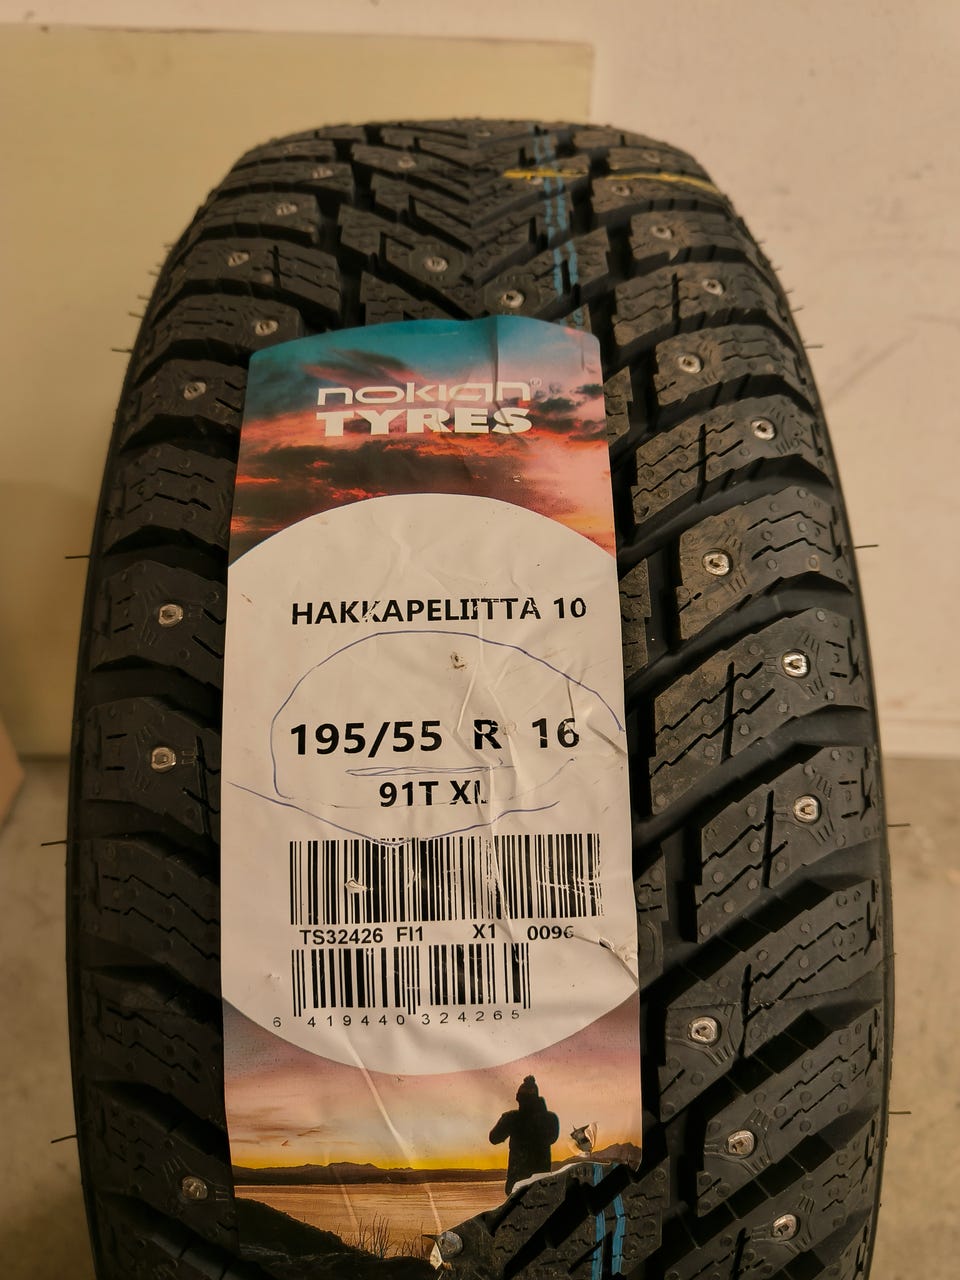 nokian
TYRES
HAKKAPELIITTA 10
195/55 R 16
91T XL
TS32426 FI1 X1 0096
6 419440 324265